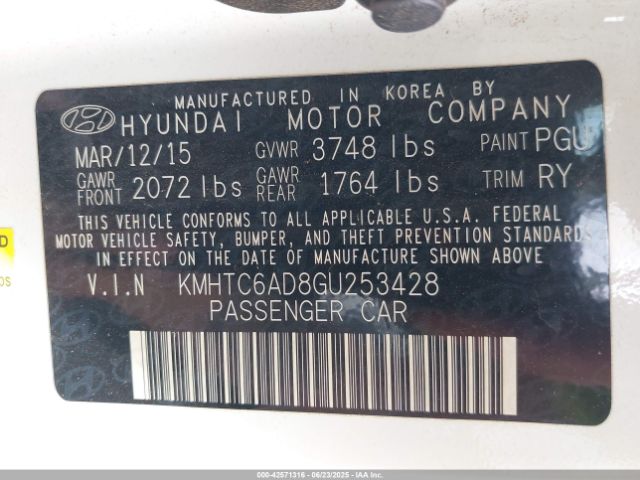 MANUFACTURED IN KOREA BY
HYUNDAI MOTOR COMPANY
MAR/12/15 GVWR 3748 lbs PAINT PGU
GAWR FRONT 2072 lbs GAWR REAR 1764 lbs TRIM RY
THIS VEHICLE CONFORMS TO ALL APPLICABLE U.S.A. FEDERAL
MOTOR VEHICLE SAFETY, BUMPER, AND THEFT PREVENTION STANDARDS
IN EFFECT ON THE DATE OF MANUFACTURE SHOWN ABOVE
V.I.N KMHTC6AD8GU253428
PASSENGER CAR
D
OS
000-42571316 - 06/23/2025 - IAAI.COM